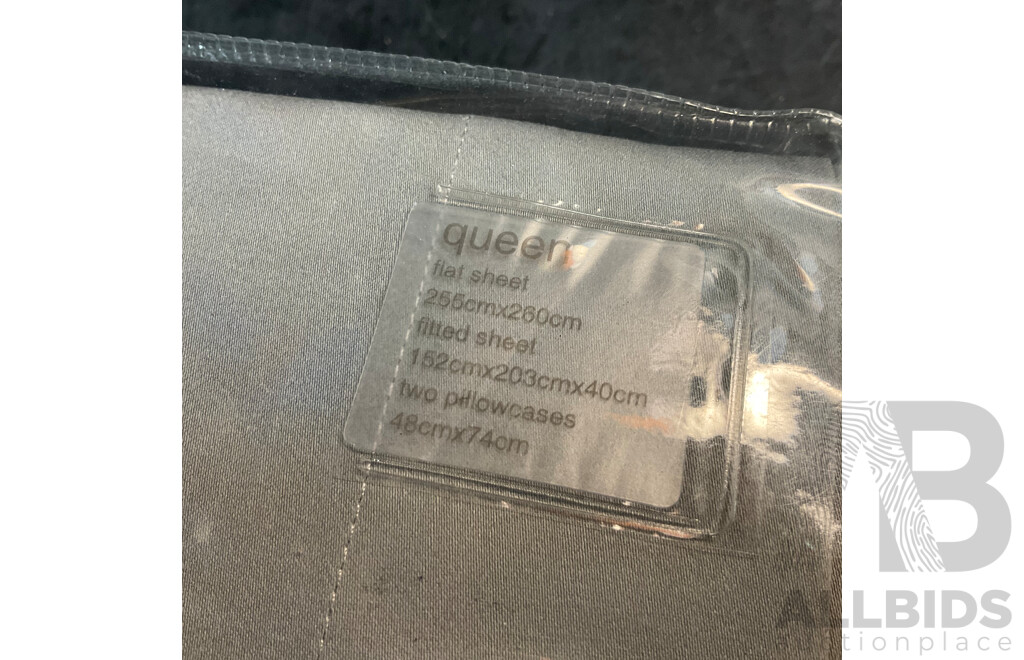 queen
flat sheet
255cmx260cm
fitted sheet
152cmx203cmx40cm
two pillowcases
48cmx74cm
B
ALLBIDS
auctionplace